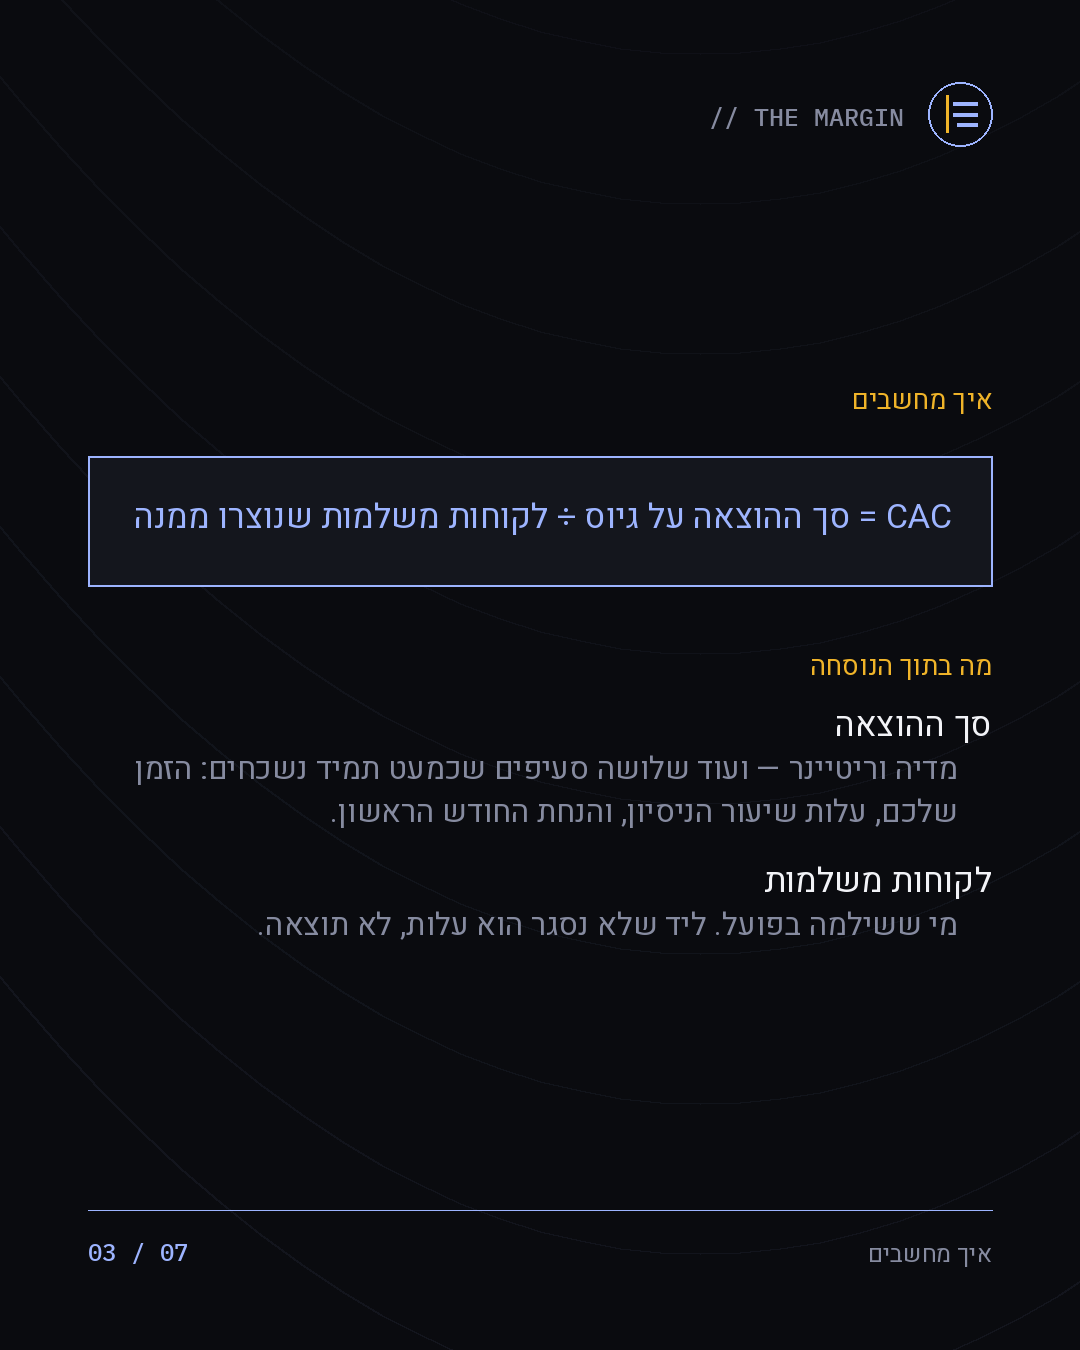 // THE MARGIN
איך מחשבים
CAC = סך ההוצאה על גיוס ÷ לקוחות משלמות שנוצרו ממנה
מה בתוך הנוסחה
סך ההוצאה
מדיה וריטיינר — ועוד שלושה סעיפים שכמעט תמיד נשכחים: הזמן
שלכם, עלות שיעור הניסיון, והנחת החודש הראשון.
לקוחות משלמות
מי ששילמה בפועל. ליד שלא נסגר הוא עלות, לא תוצאה.
איך מחשבים
03 / 07